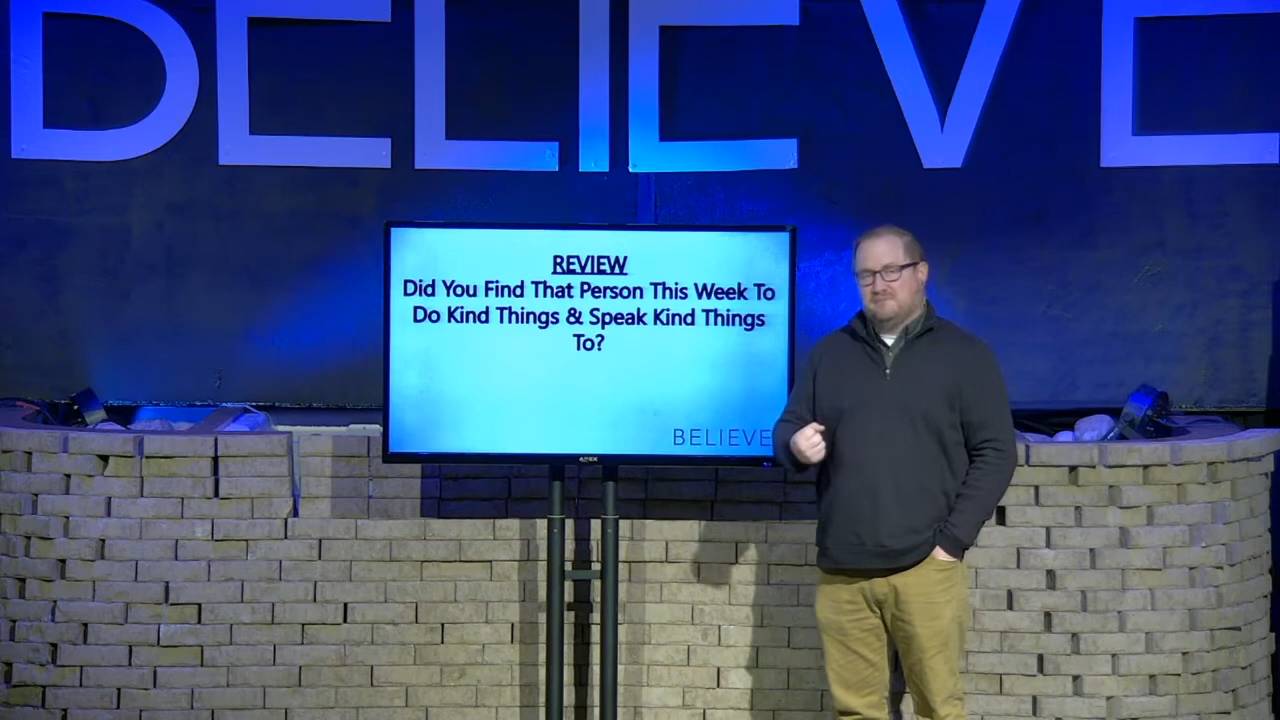 BELIEVE
REVIEW
Did You Find That Person This Week To
Do Kind Things & Speak Kind Things
To?
BELIEVE
APEX